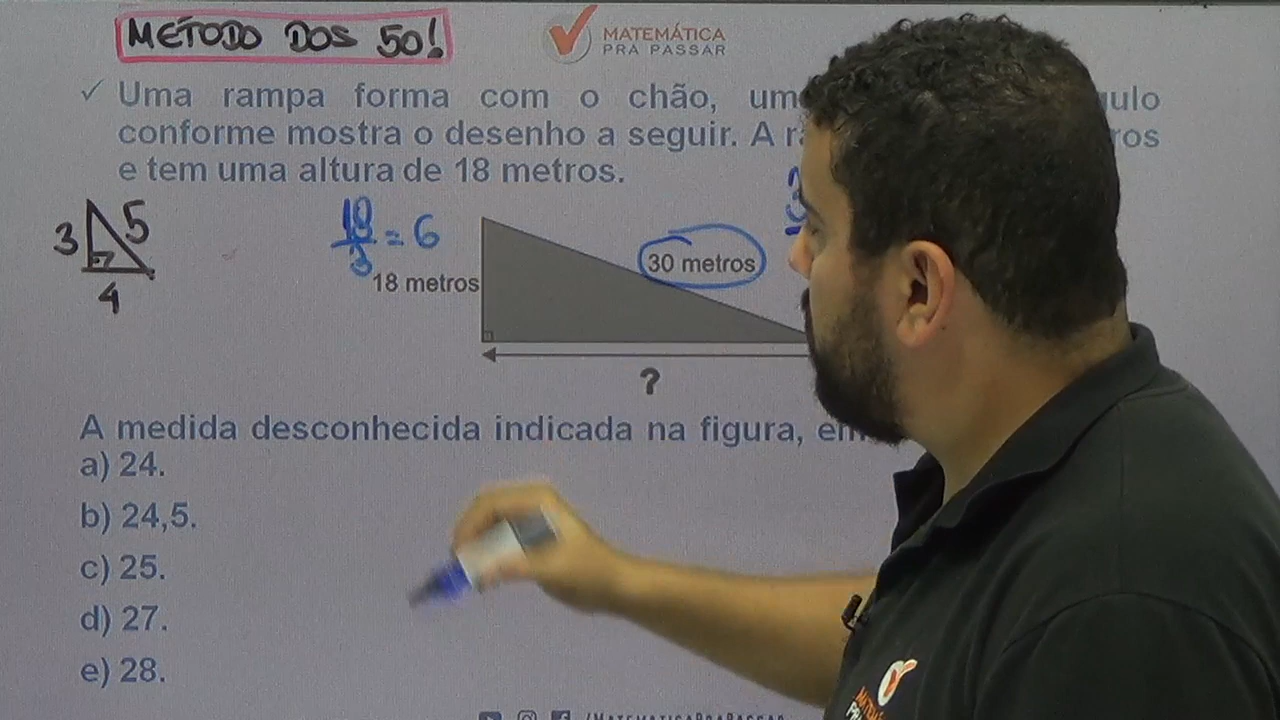 MÉTODO DOS 50!
MATEMÁTICA
PRA PASSAR
✓ Uma rampa forma com o chão,
conforme mostra o desenho a seguir. A
e tem uma altura de 18 metros.
3 5
4
18
3 = 6
18 metros
30 metros
?
A medida desconhecida indicada na figura,
a) 24.
b) 24,5.
c) 25.
d) 27.
e) 28.
/MATEMATICAPRAPASSAR